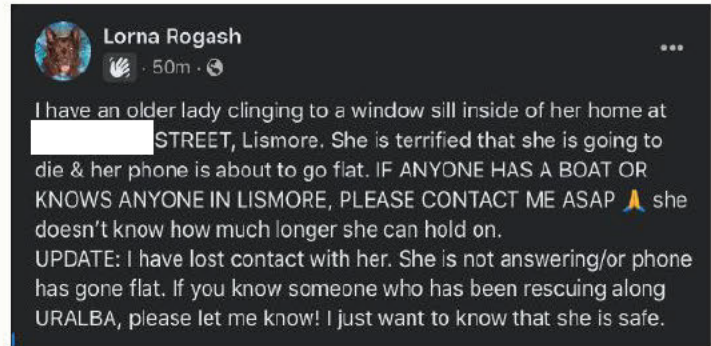 Lorna Rogash
· 50m ·
I have an older lady clinging to a window sill inside of her home at
STREET, Lismore. She is terrified that she is going to
die & her phone is about to go flat. IF ANYONE HAS A BOAT OR
KNOWS ANYONE IN LISMORE, PLEASE CONTACT ME ASAP 🙏 she
doesn't know how much longer she can hold on.
UPDATE: I have lost contact with her. She is not answering/or phone
has gone flat. If you know someone who has been rescuing along
URALBA, please let me know! I just want to know that she is safe.